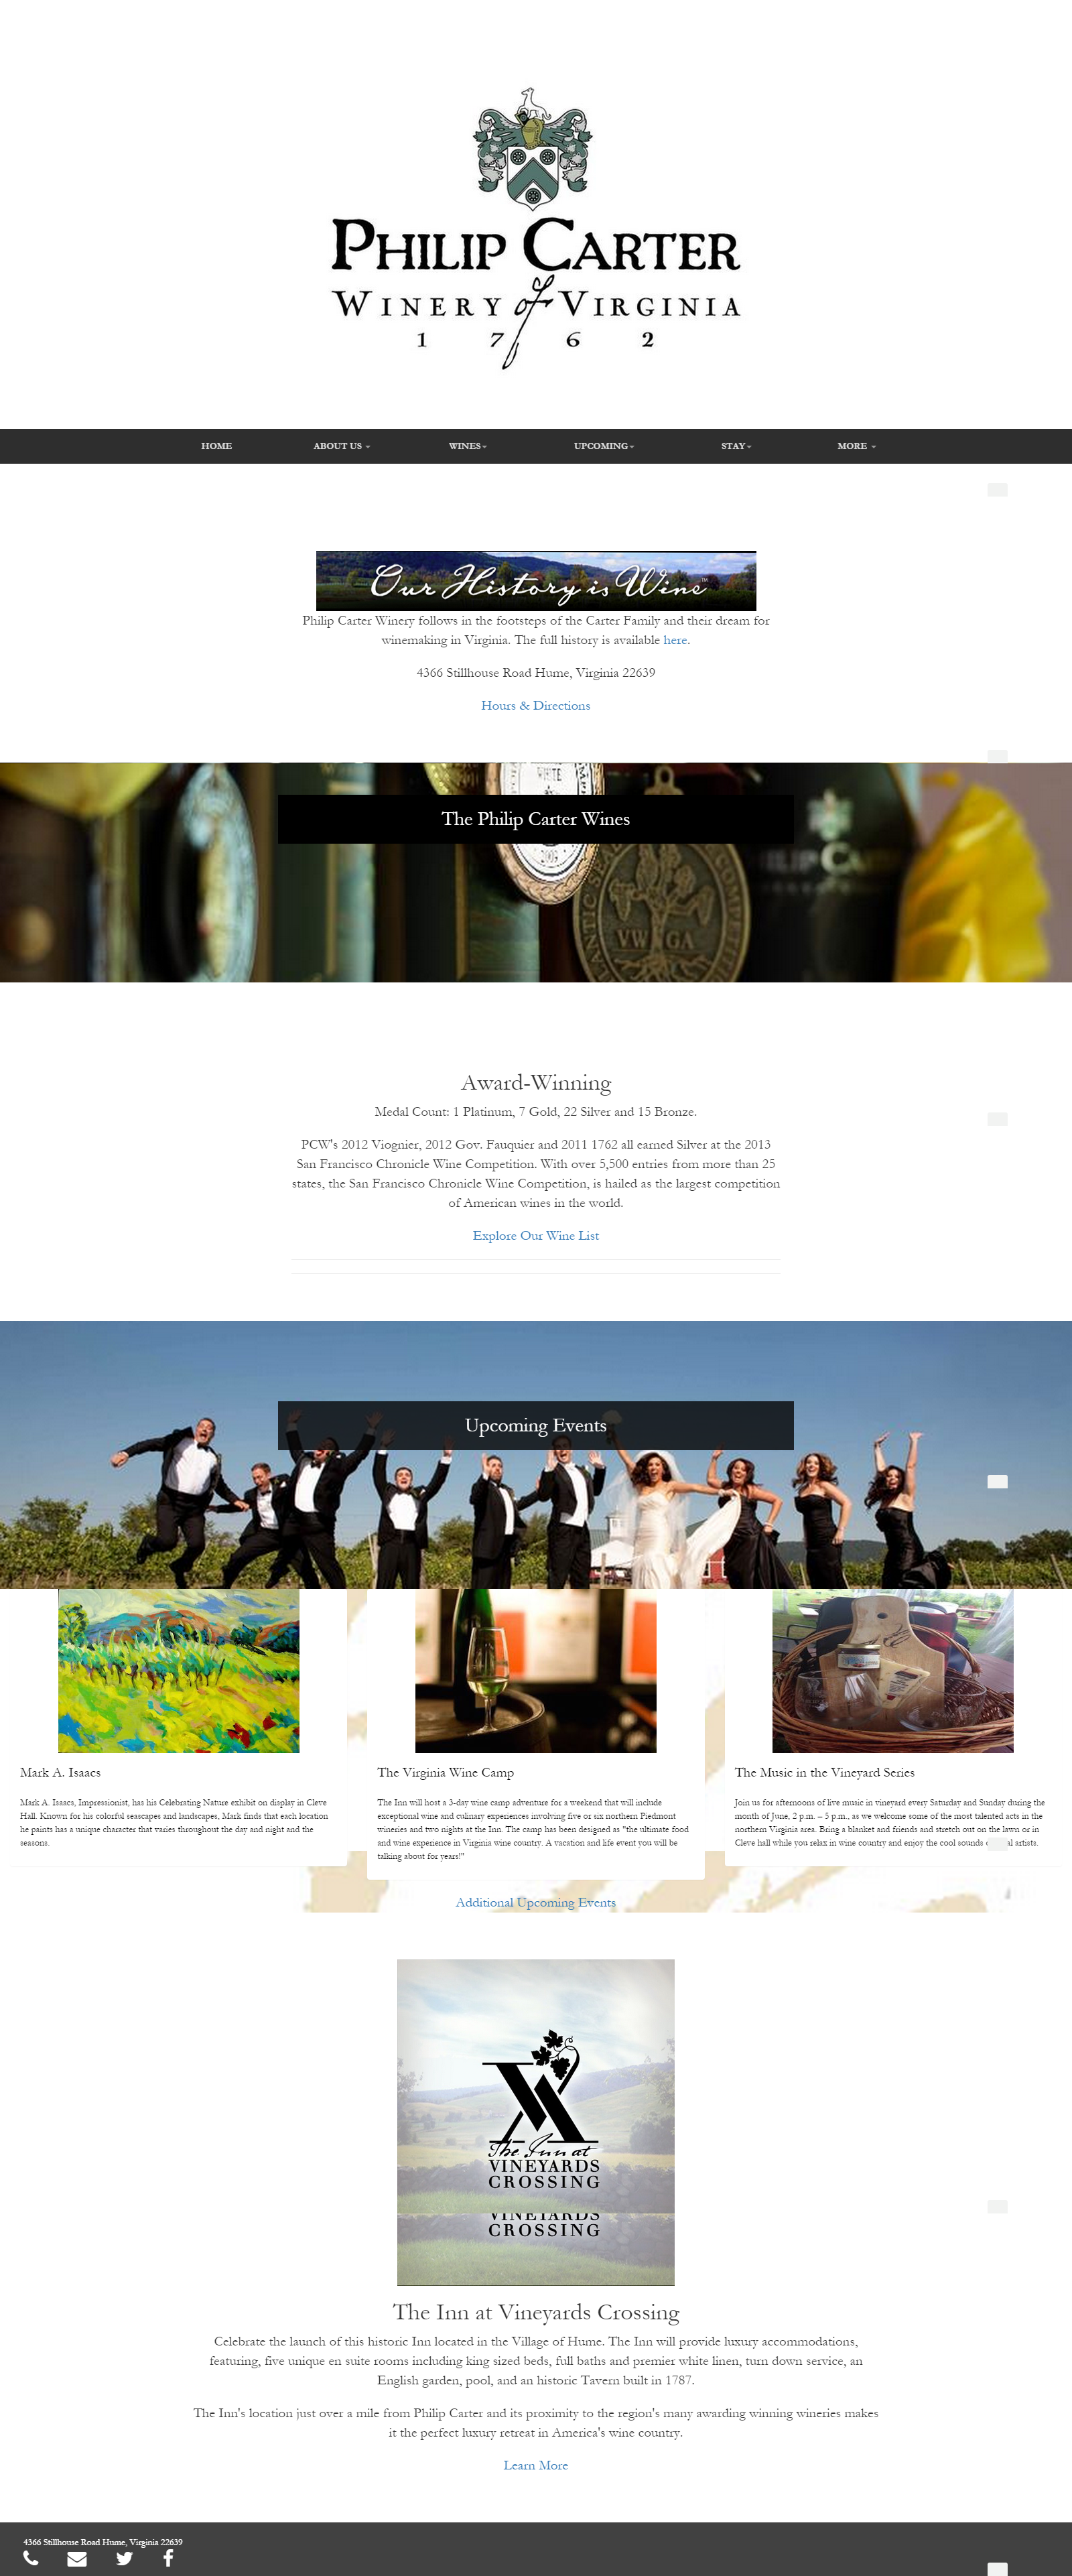 PHILIP CARTER
WINERY of VIRGINIA
1 7 6 2
HOME ABOUT US WINES UPCOMING STAY MORE
Our History is Wine™
Philip Carter Winery follows in the footsteps of the Carter Family and their dream for
winemaking in Virginia. The full history is available here.
4366 Stillhouse Road Hume, Virginia 22639
Hours & Directions
WHITE
The Philip Carter Wines
VWGA
Award-Winning
Medal Count: 1 Platinum, 7 Gold, 22 Silver and 15 Bronze.
PCW's 2012 Viognier, 2012 Gov. Fauquier and 2011 1762 all earned Silver at the 2013
San Francisco Chronicle Wine Competition. With over 5,500 entries from more than 25
states, the San Francisco Chronicle Wine Competition, is hailed as the largest competition
of American wines in the world.
Explore Our Wine List
Upcoming Events
Mark A. Isaacs
Mark A. Isaacs, Impressionist, has his Celebrating Nature exhibit on display in Cleve
Hall. Known for his colorful seascapes and landscapes, Mark finds that each location
he paints has a unique character that varies throughout the day and night and the
seasons.
The Virginia Wine Camp
The Inn will host a 3-day wine camp adventure for a weekend that will include
exceptional wine and culinary experiences involving five or six northern Piedmont
wineries and two nights at the Inn. The camp has been designed as "the ultimate food
and wine experience in Virginia wine country. A vacation and life event you will be
talking about for years!"
The Music in the Vineyard Series
Join us for afternoons of live music in vineyard every Saturday and Sunday during the
month of June, 2 p.m. – 5 p.m., as we welcome some of the most talented acts in the
northern Virginia area. Bring a blanket and friends and stretch out on the lawn or in
Cleve hall while you relax in wine country and enjoy the cool sounds artists.
Additional Upcoming Events
The Inn at
VINEYARDS
CROSSING
VINEYARDS
CROSSING
The Inn at Vineyards Crossing
Celebrate the launch of this historic Inn located in the Village of Hume. The Inn will provide luxury accommodations,
featuring, five unique en suite rooms including king sized beds, full baths and premier white linen, turn down service, an
English garden, pool, and an historic Tavern built in 1787.
The Inn's location just over a mile from Philip Carter and its proximity to the region's many awarding winning wineries makes
it the perfect luxury retreat in America's wine country.
Learn More
4366 Stillhouse Road Hume, Virginia 22639